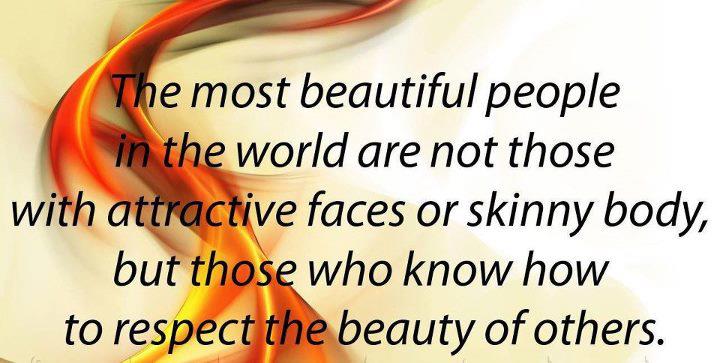 The most beautiful people
in the world are not those
with attractive faces or skinny body,
but those who know how
to respect the beauty of others.